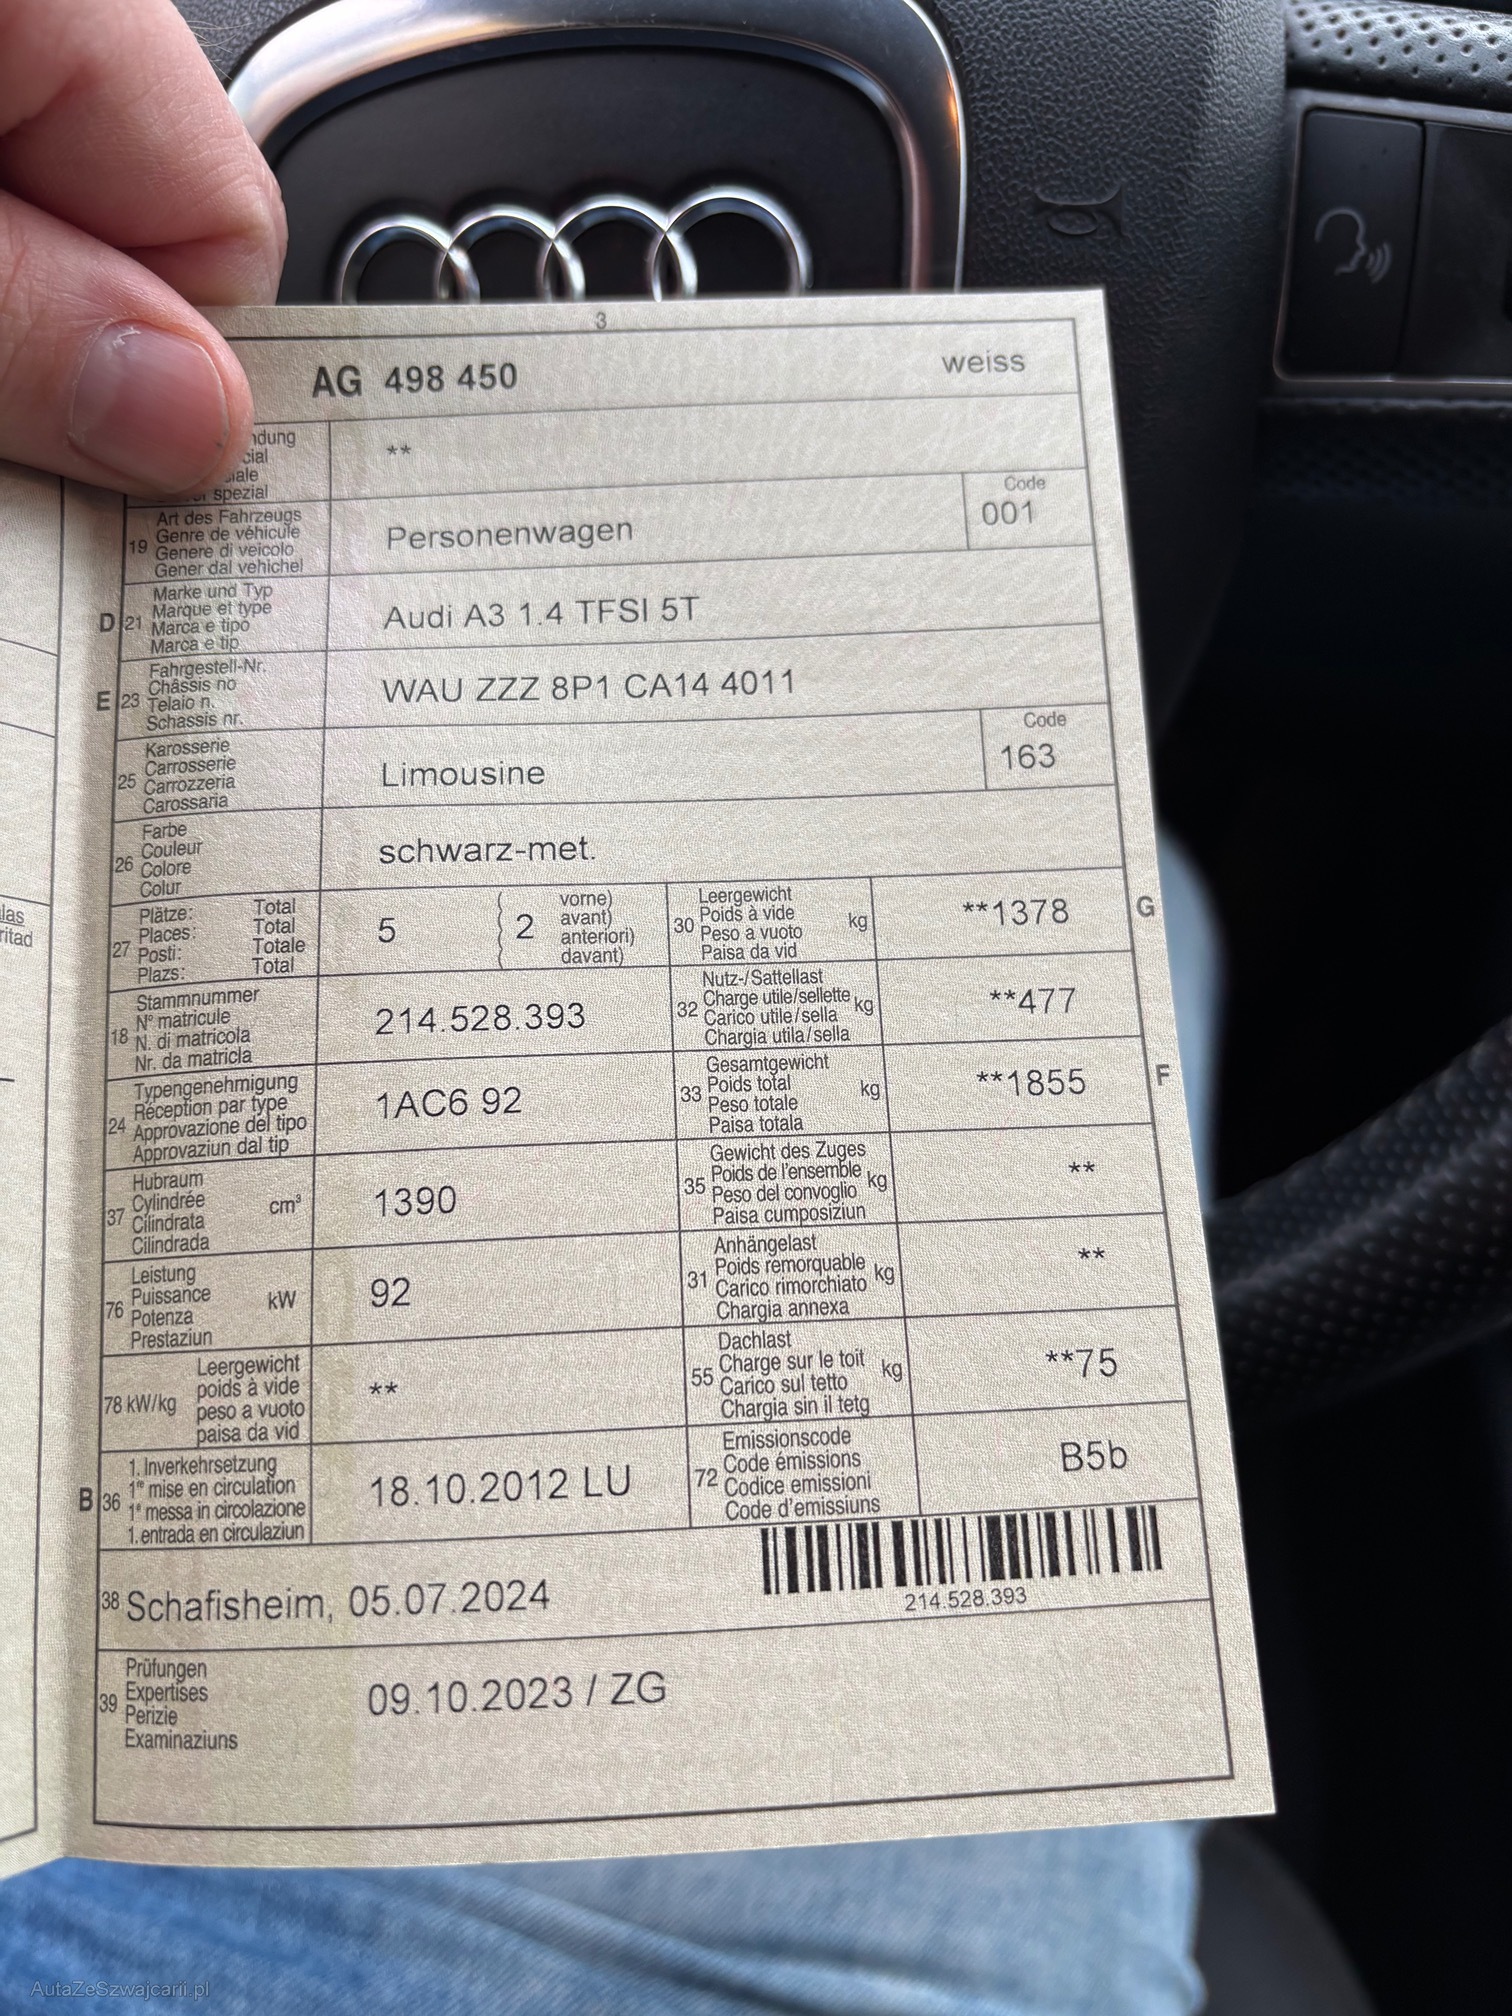 3
AG 498 450 weiss
spezial
**
19 Art des Fahrzeugs
Genre de véhicule
Genere di veicolo
Gener dal vehichel
Personenwagen
Code
001
D 21 Marke und Typ
Marque et type
Marca e tipo
Marca e tip
Audi A3 1.4 TFSI 5T
E 23 Fahrgestell-Nr.
Châssis no
Telaio n.
Schassis nr.
WAU ZZZ 8P1 CA14 4011
25 Karosserie
Carrosserie
Carrozzeria
Carossaria
Limousine
Code
163
26 Farbe
Couleur
Colore
Colur
schwarz-met.
27 Plätze: Total
Places: Total
Posti: Totale
Plazs: Total
5 2 vorne)
avant)
anteriori)
davant)
30 Leergewicht
Poids à vide kg
Peso a vuoto
Paisa da vid
**1378 G
18 Stammnummer
N° matricule
N. di matricola
Nr. da matricla
214.528.393
32 Nutz-/Sattellast
Charge utile/sellette kg
Carico utile/sella
Chargia utila/sella
**477
24 Typengenehmigung
Réception par type
Approvazione del tipo
Approvaziun dal tip
1AC6 92
33 Gesamtgewicht
Poids total kg
Peso totale
Paisa totala
**1855 F
37 Hubraum
Cylindrée cm³
Cilindrata
Cilindrada
1390
35 Gewicht des Zuges
Poids de l'ensemble kg
Peso del convoglio
Paisa cumposiziun
**
76 Leistung
Puissance kW
Potenza
Prestaziun
92
31 Anhängelast
Poids remorquable kg
Carico rimorchiato
Chargia annexa
**
78 kW/kg Leergewicht
poids à vide
peso a vuoto
paisa da vid
**
55 Dachlast
Charge sur le toit kg
Carico sul tetto
Chargia sin il tetg
**75
B 36 1. Inverkehrsetzung
1re mise en circulation
1a messa in circolazione
1. entrada en circulaziun
18.10.2012 LU
72 Emissionscode
Code émissions
Codice emissioni
Code d'emissiuns
B5b
38 Schafisheim, 05.07.2024
214.528.393
39 Prüfungen
Expertises
Perizie
Examinaziuns
09.10.2023 / ZG
AutaZeSzwajcarii.pl